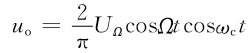 u_o = \frac{2}{\pi} U_Ω cosΩt cosω_c t